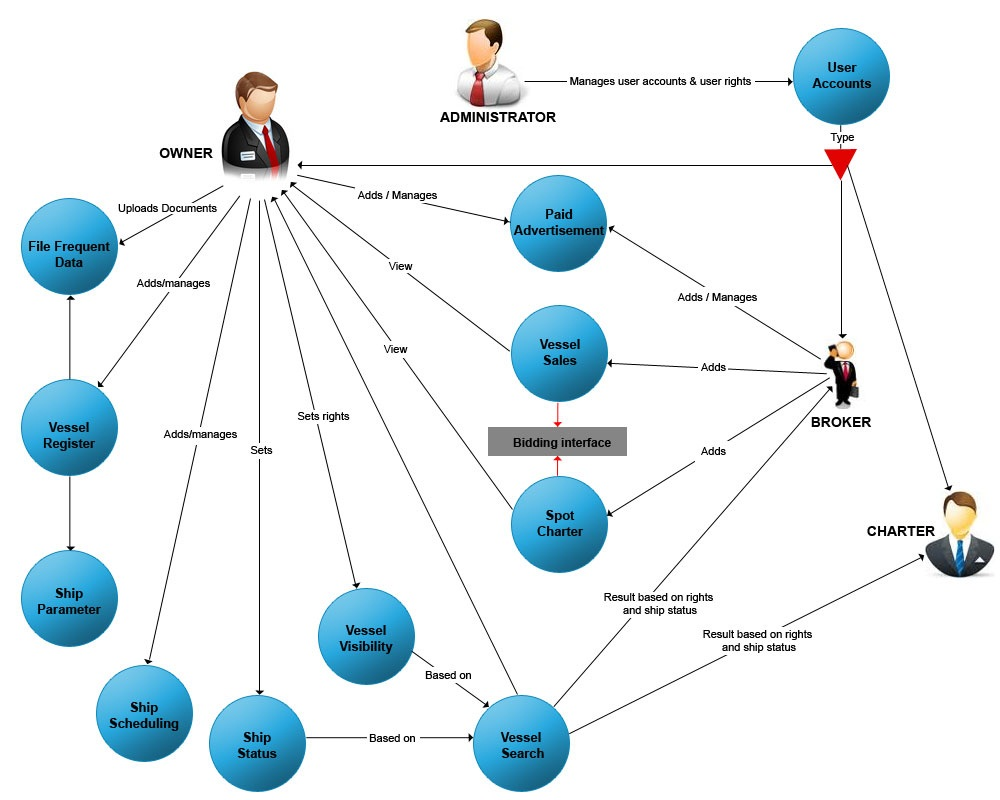 User
Accounts
Manages user accounts & user rights
ADMINISTRATOR
Type
OWNER
Adds / Manages
Uploads Documents
Paid
Advertisement
File Frequent
Data
View
Adds/manages
Adds / Manages
Vessel
Sales
View
Adds
BROKER
Sets rights
Vessel
Register
Adds/manages
Sets
Bidding interface
Adds
Spot
Charter
CHARTER
Ship
Parameter
Result based on rights
and ship status
Vessel
Visibility
Result based on rights
and ship status
Based on
Ship
Scheduling
Ship
Status
Based on
Vessel
Search